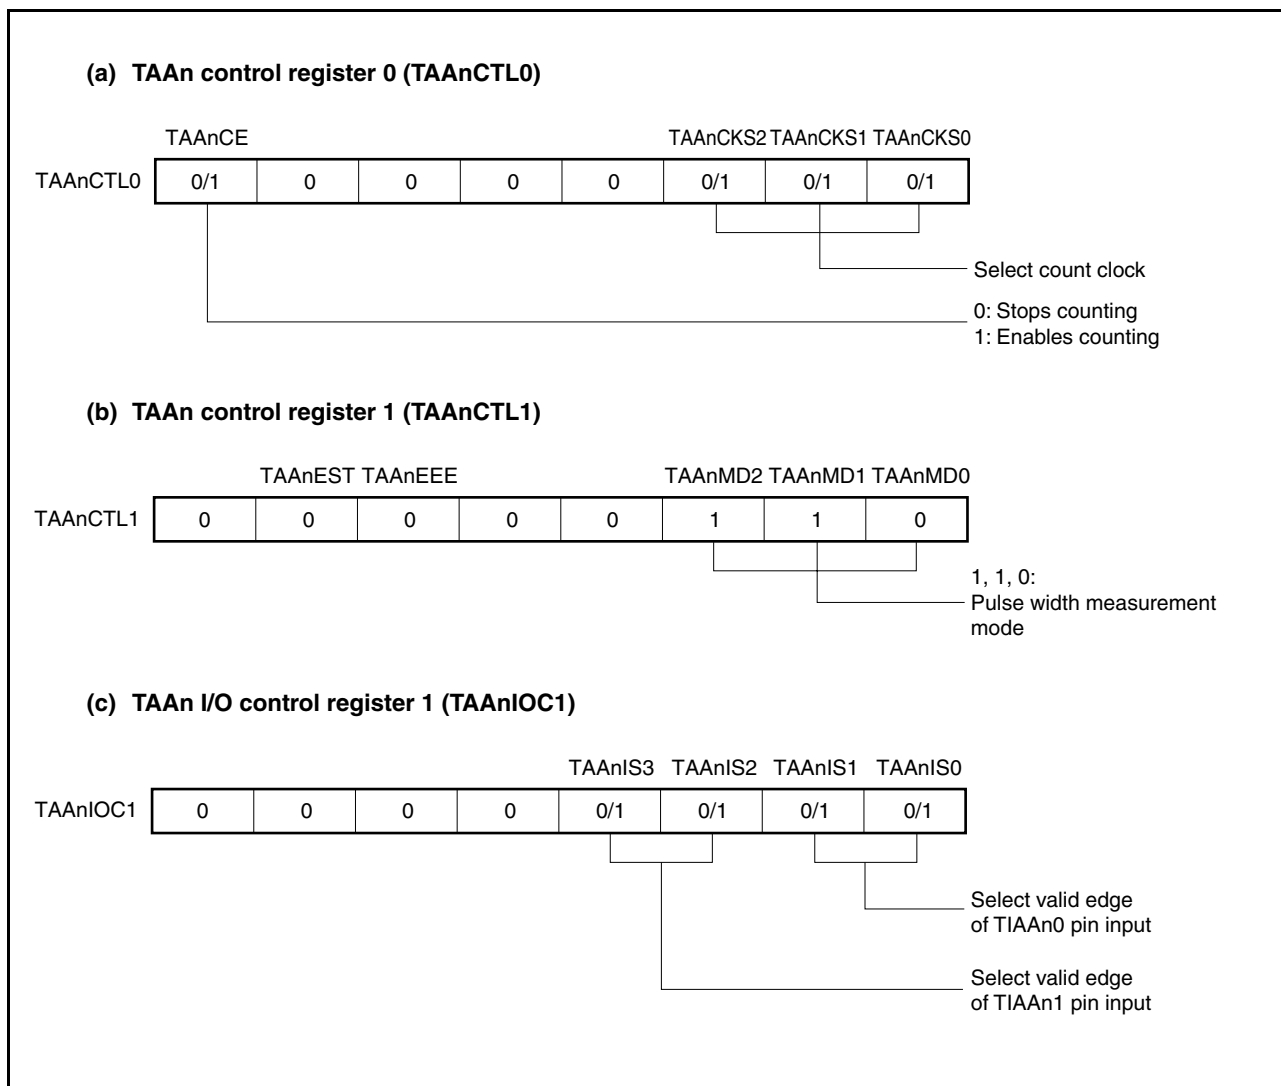 (a) TAAn control register 0 (TAAnCTL0)
TAAnCE TAAnCKS2 TAAnCKS1 TAAnCKS0
TAAnCTL0 0/1 0 0 0 0 0/1 0/1 0/1
Select count clock
0: Stops counting
1: Enables counting
(b) TAAn control register 1 (TAAnCTL1)
TAAnEST TAAnEEE TAAnMD2 TAAnMD1 TAAnMD0
TAAnCTL1 0 0 0 0 0 1 1 0
1, 1, 0:
Pulse width measurement
mode
(c) TAAn I/O control register 1 (TAAnIOC1)
TAAnIS3 TAAnIS2 TAAnIS1 TAAnIS0
TAAnIOC1 0 0 0 0 0/1 0/1 0/1 0/1
Select valid edge
of TIAAn0 pin input
Select valid edge
of TIAAn1 pin input